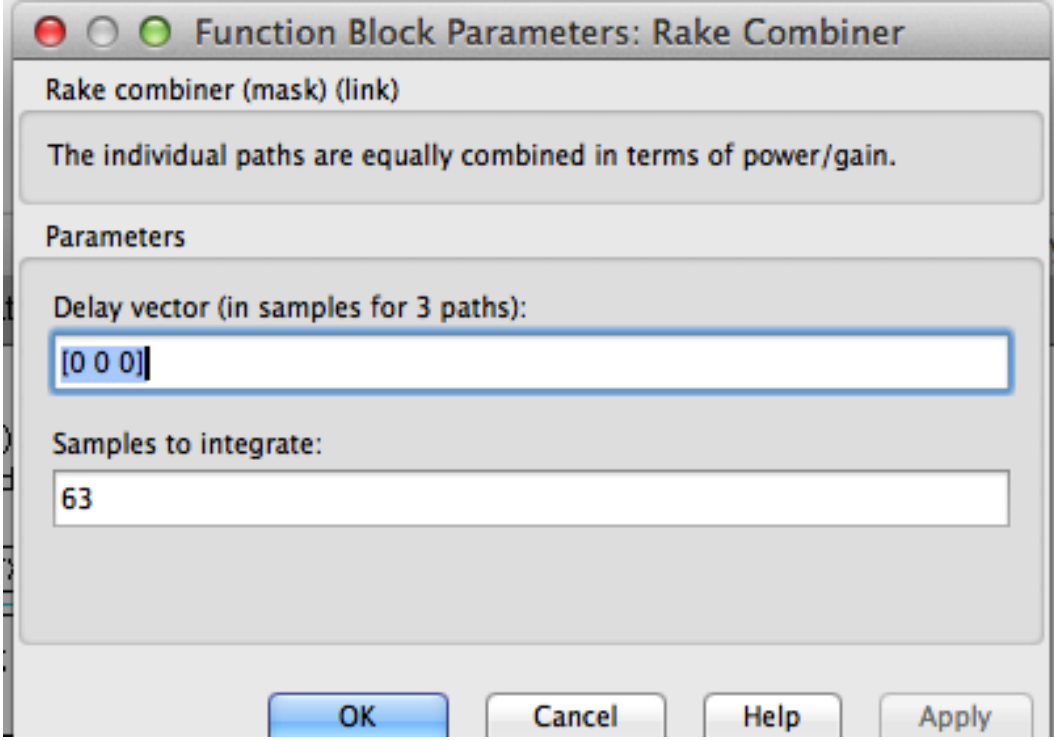 Function Block Parameters: Rake Combiner
Rake combiner (mask) (link)
The individual paths are equally combined in terms of power/gain.
Parameters
Delay vector (in samples for 3 paths):
[0 0 0]
Samples to integrate:
63
OK Cancel Help Apply